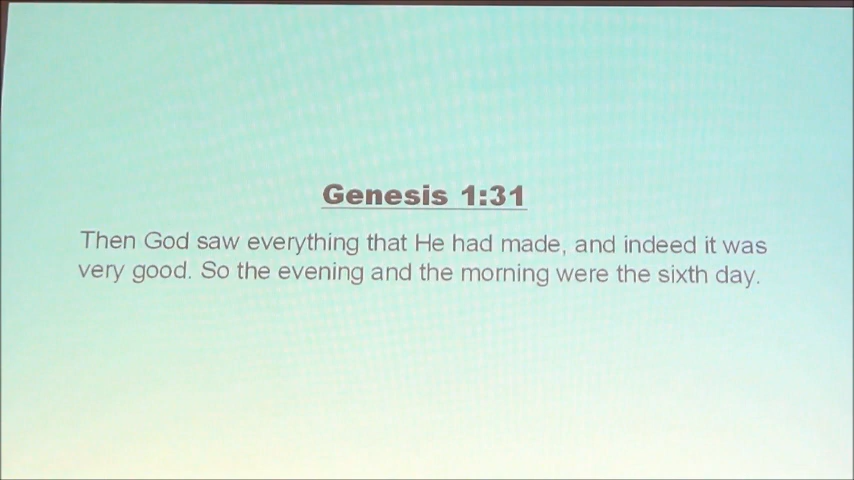 Genesis 1:31
Then God saw everything that He had made, and indeed it was
very good. So the evening and the morning were the sixth day.